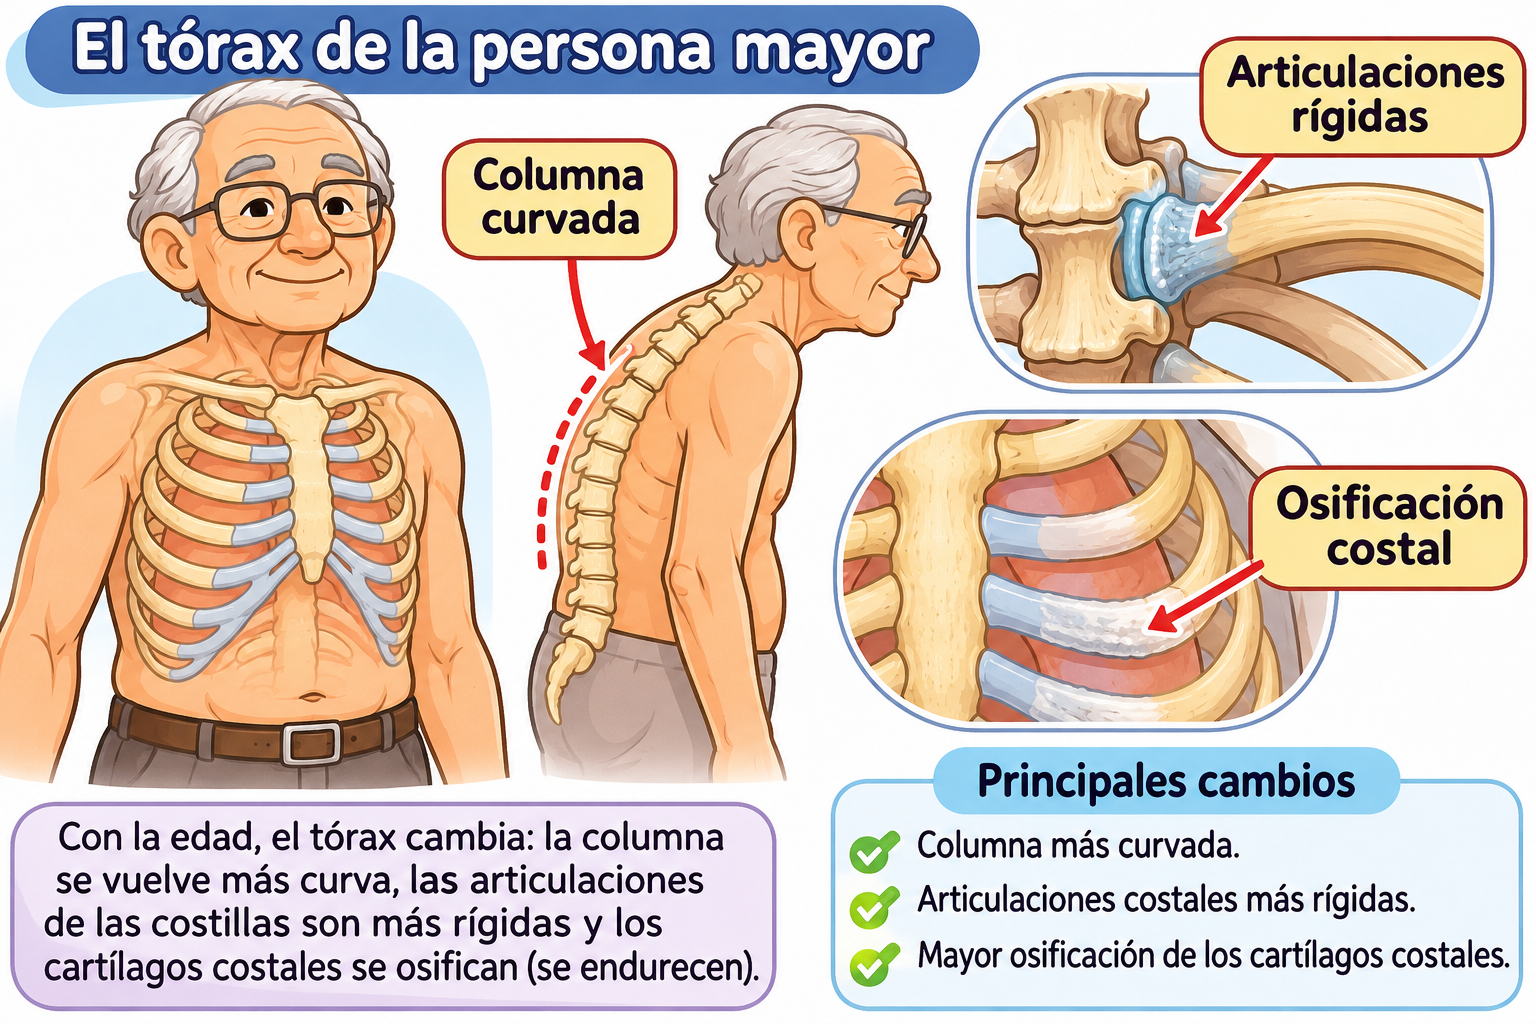 El tórax de la persona mayor
Columna
curvada
Articulaciones
rígidas
Osificación
costal
Con la edad, el tórax cambia: la columna
se vuelve más curva, las articulaciones
de las costillas son más rígidas y los
cartílagos costales se osifican (se endurecen).
Principales cambios
Columna más curvada.
Articulaciones costales más rígidas.
Mayor osificación de los cartílagos costales.